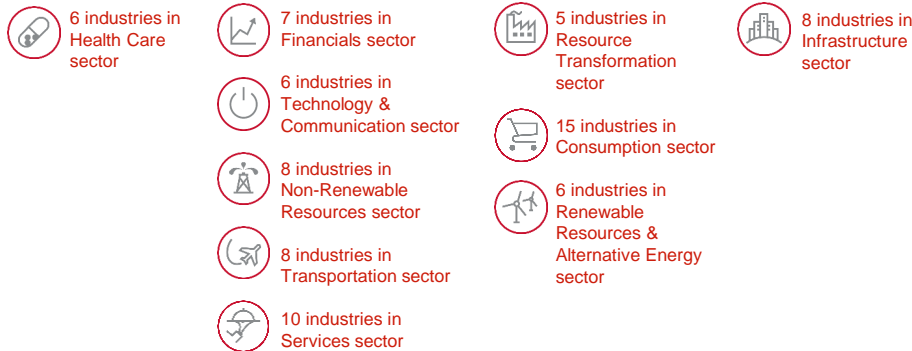 6 industries in
Health Care
sector
7 industries in
Financials sector
6 industries in
Technology &
Communication sector
8 industries in
Non-Renewable
Resources sector
8 industries in
Transportation sector
10 industries in
Services sector
5 industries in
Resource
Transformation
sector
15 industries in
Consumption sector
6 industries in
Renewable
Resources &
Alternative Energy
sector
8 industries in
Infrastructure
sector